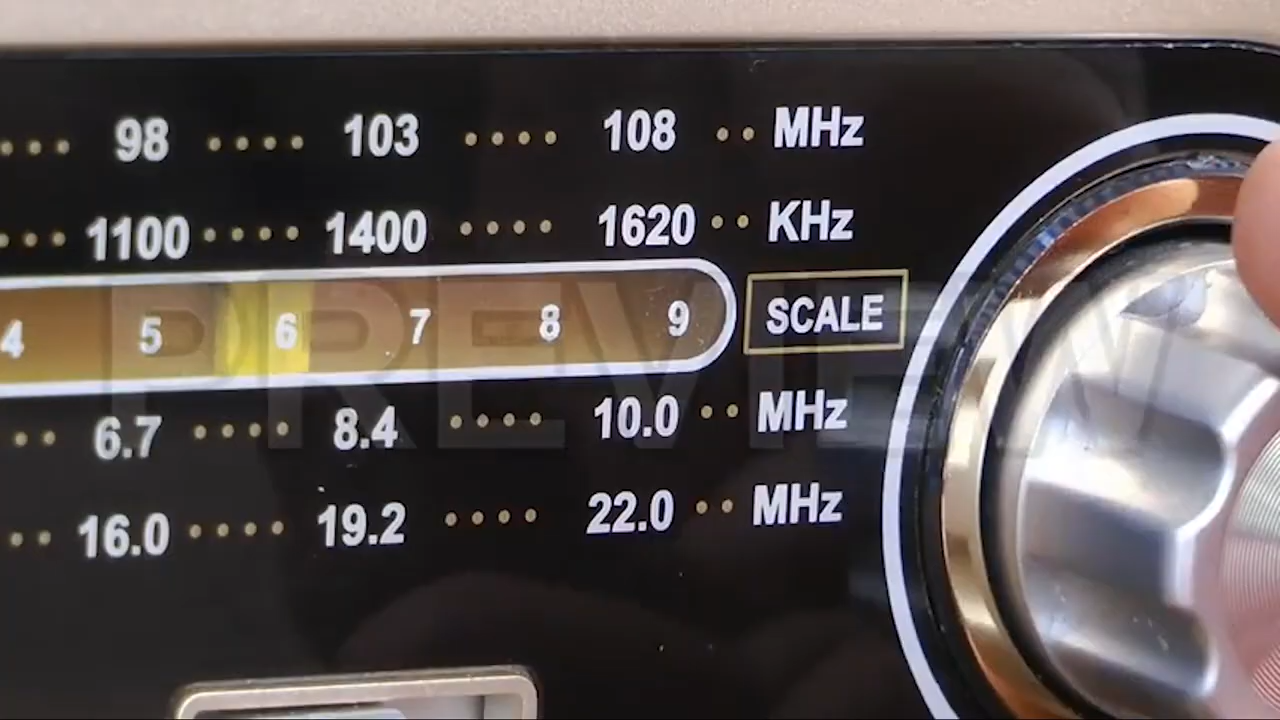 98 103 108 MHz
1100 1400 1620 KHz
4 5 6 7 8 9 SCALE
6.7 8.4 10.0 MHz
16.0 19.2 22.0 MHz
PREVIEW